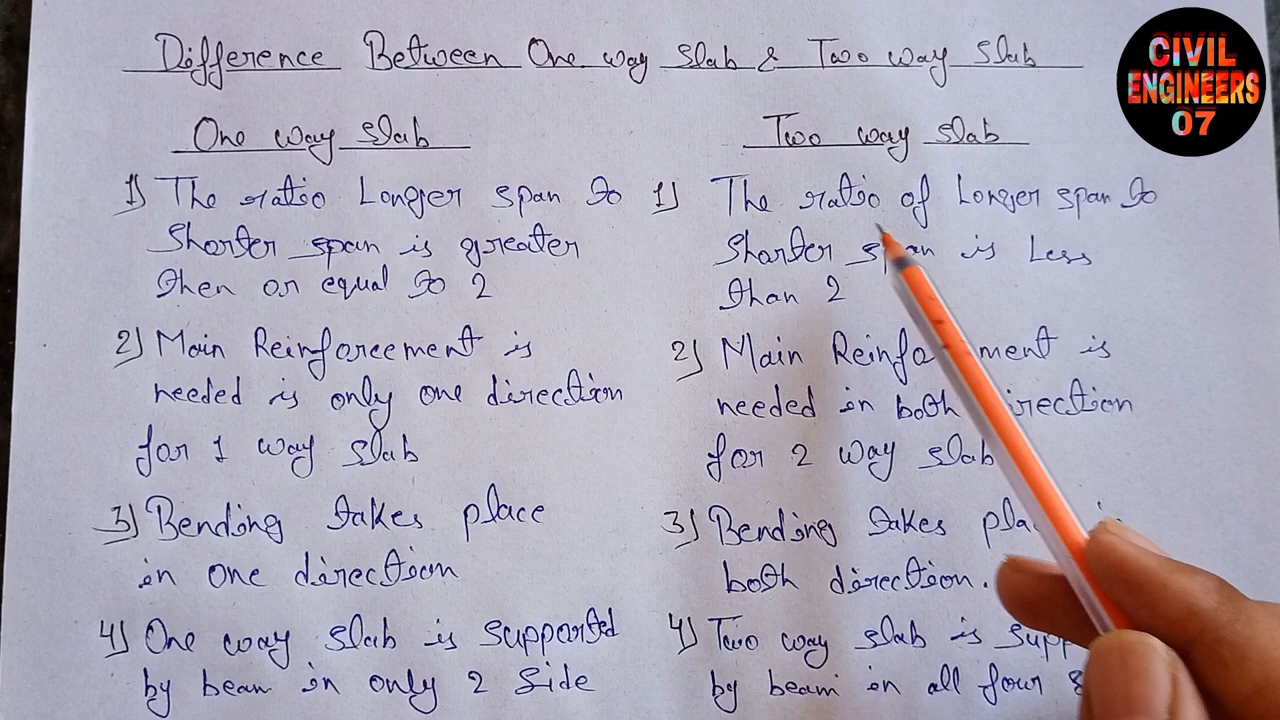 Difference Between One way slab & Two way slab
CIVIL
ENGINEERS
07
One way slab
1) The ratio Longer span to
Shorter span is greater
then or equal to 2
2) Main Reinforcement is
needed is only one direction
for 1 way slab
3) Bending takes place
in one direction
4) One way slab is supported
by beam in only 2 side
Two way slab
1) The ratio of Longer span to
Shorter span is Less
than 2
2) Main is
needed in both
for 2 way slab
3) Bending takes
both direction.
4) Two way slab is
by beam in all four